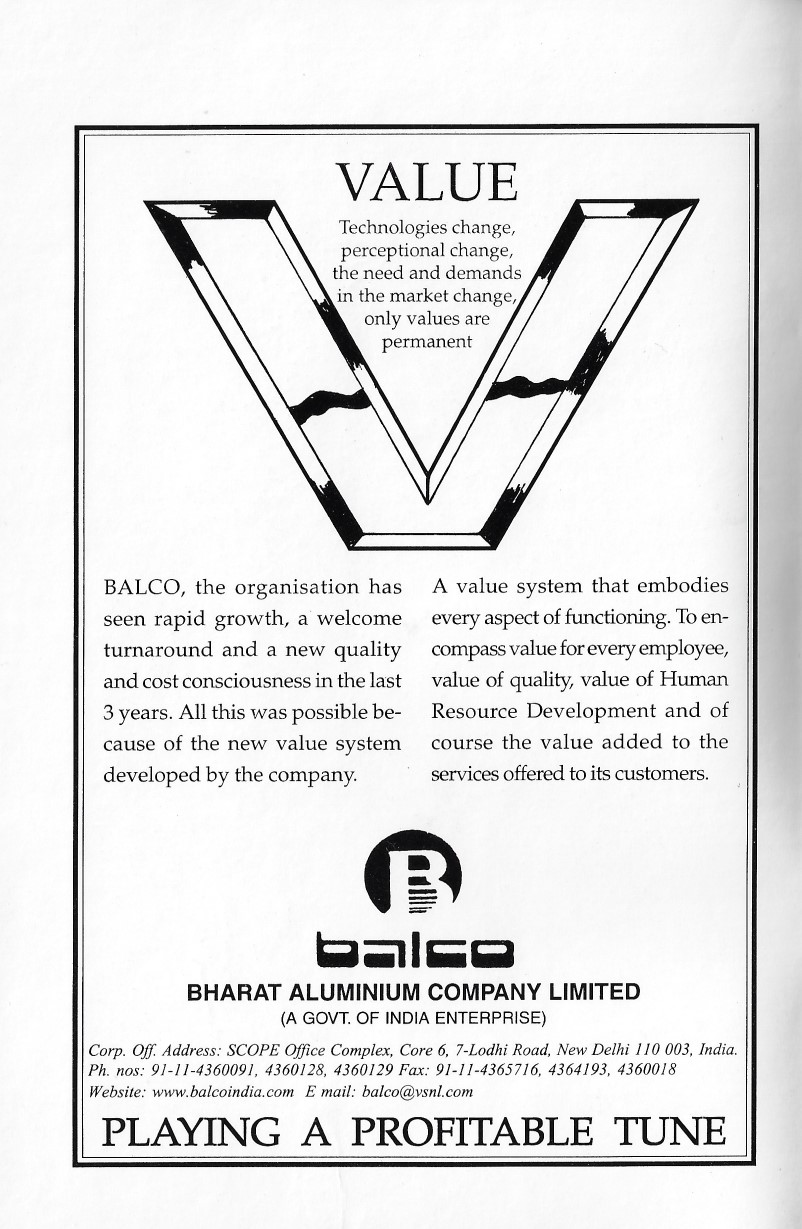 VALUE
Technologies change,
perceptional change,
the need and demands
in the market change,
only values are
permanent
BALCO, the organisation has
seen rapid growth, a welcome
turnaround and a new quality
and cost consciousness in the last
3 years. All this was possible be-
cause of the new value system
developed by the company.
A value system that embodies
every aspect of functioning. To en-
compass value for every employee,
value of quality, value of Human
Resource Development and of
course the value added to the
services offered to its customers.
B
balco
BHARAT ALUMINIUM COMPANY LIMITED
(A GOVT. OF INDIA ENTERPRISE)
Corp. Off. Address: SCOPE Office Complex, Core 6, 7-Lodhi Road, New Delhi 110 003, India.
Ph. nos: 91-11-4360091, 4360128, 4360129 Fax: 91-11-4365716, 4364193, 4360018
Website: www.balcoindia.com E mail: balco@vsnl.com
PLAYING A PROFITABLE TUNE